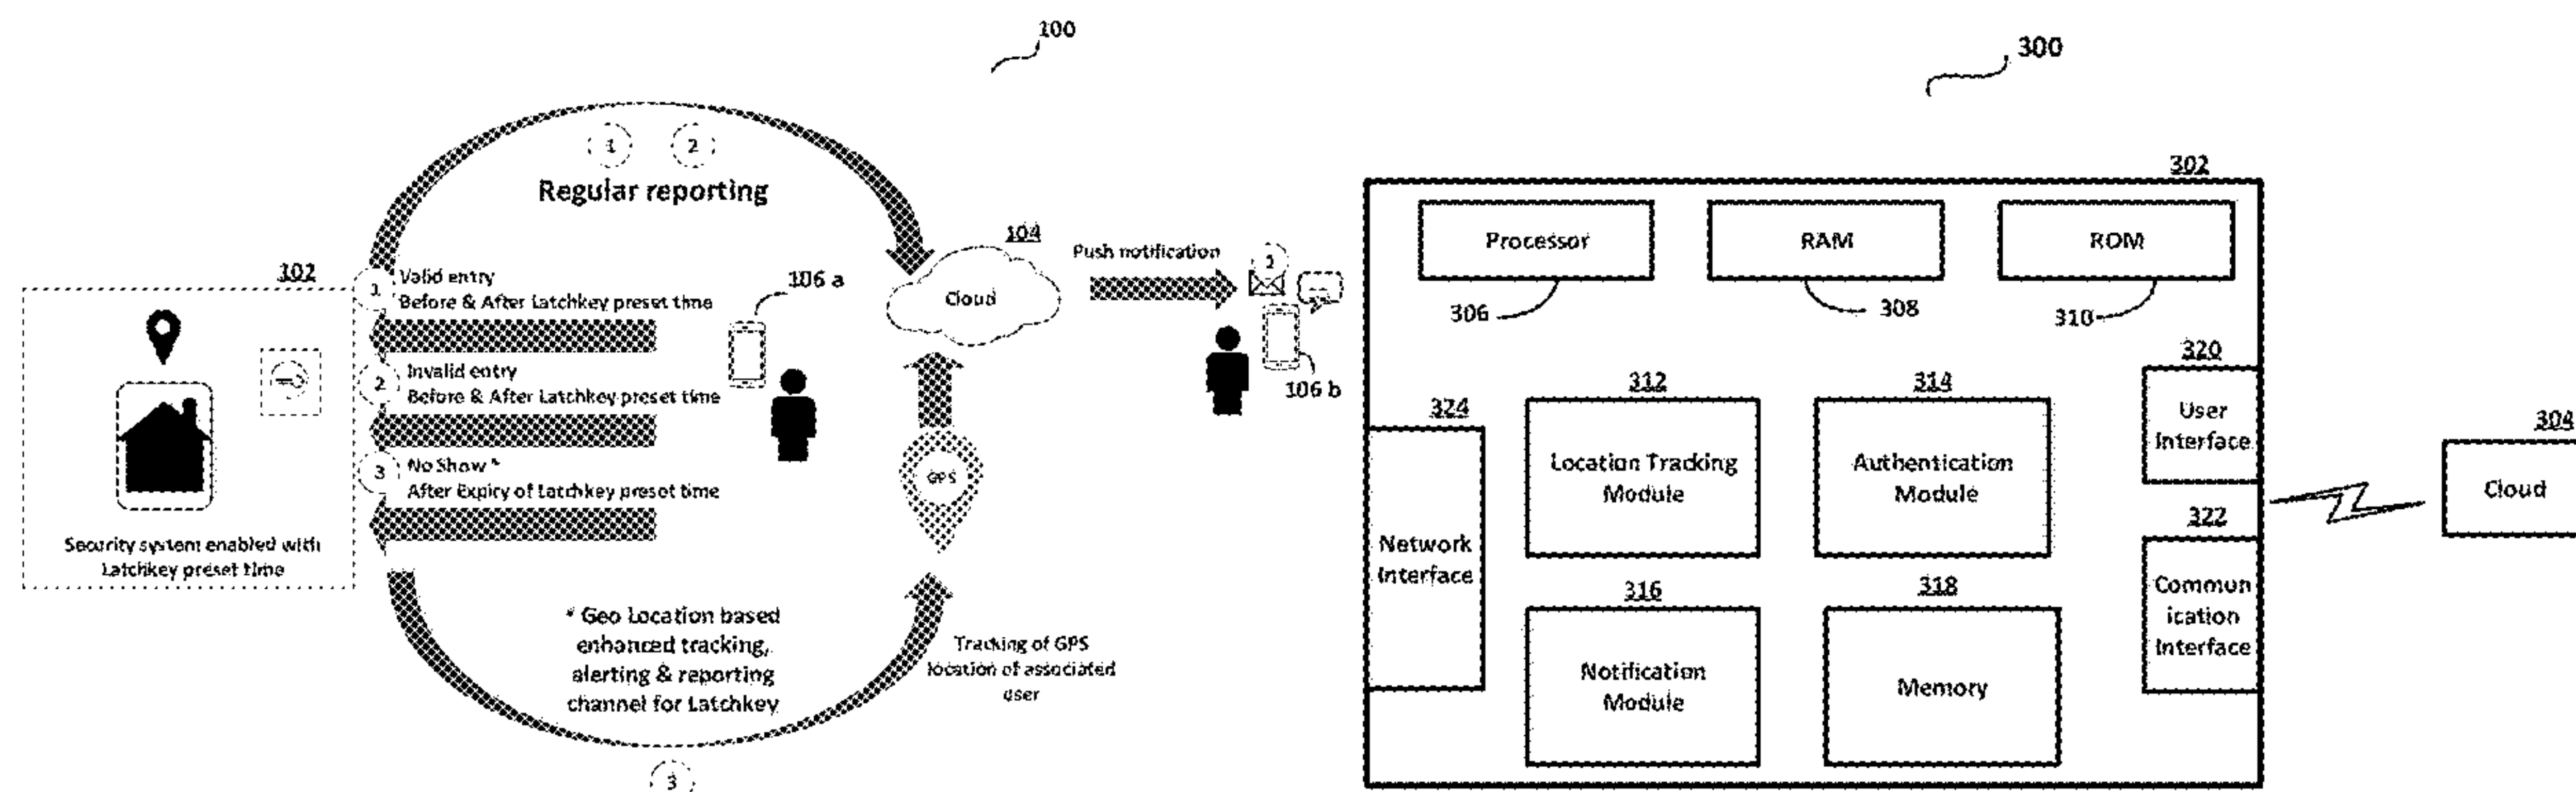 100
1 2
Regular reporting
102
1
Valid entry
Before & After Latchkey preset time
2
Invalid entry
Before & After Latchkey preset time
3
No Show *
After Expiry of Latchkey preset time
Security system enabled with
Latchkey preset time
106 a
104
Cloud
GPS
Push notification
106 b
* Geo Location based
enhanced tracking,
alerting & reporting
channel for Latchkey
Tracking of GPS
location of associated
user
3
300
302
Processor
306
RAM
308
ROM
310
312
Location Tracking
Module
314
Authentication
Module
316
Notification
Module
318
Memory
320
User
Interface
322
Commun
ication
Interface
324
Network
Interface
304
Cloud